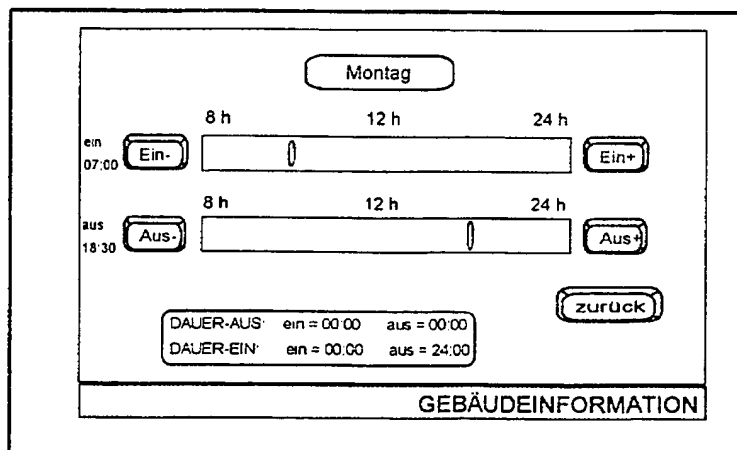 Montag
8 h 12 h 24 h
ein
07:00
Ein-
Ein+
8 h 12 h 24 h
aus
18:30
Aus-
Aus+
zurück
DAUER-AUS: ein = 00:00 aus = 00:00
DAUER-EIN: ein = 00:00 aus = 24:00
GEBÄUDEINFORMATION